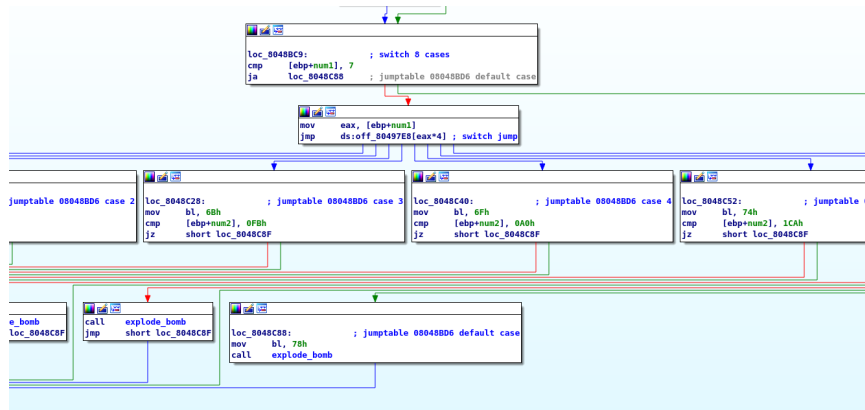 loc_8048BC9: ; switch 8 cases
cmp [ebp+num1], 7
ja loc_8048C88 ; jumptable 08048BD6 default case
mov eax, [ebp+num1]
jmp ds:off_80497E8[eax*4] ; switch jump
jumptable 08048BD6 case 2
loc_8048C28: ; jumptable 08048BD6 case 3
mov bl, 6Bh
cmp [ebp+num2], 0FBh
jz short loc_8048C8F
loc_8048C40: ; jumptable 08048BD6 case 4
mov bl, 6Fh
cmp [ebp+num2], 0A0h
jz short loc_8048C8F
loc_8048C52: ; jumptable
mov bl, 74h
cmp [ebp+num2], 1CAh
jz short loc_8048C8F
e_bomb
loc_8048C8F
call explode_bomb
jmp short loc_8048C8F
loc_8048C88: ; jumptable 08048BD6 default case
mov bl, 78h
call explode_bomb